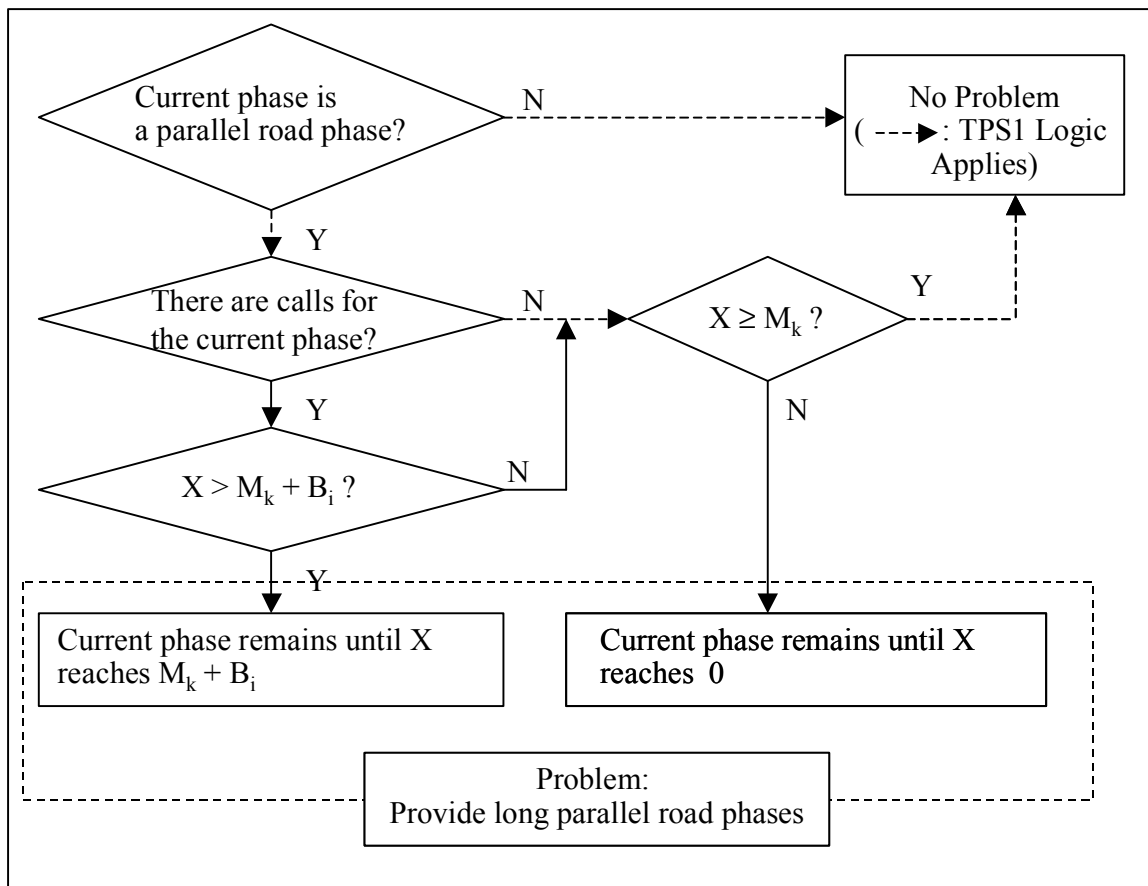 Current phase is
a parallel road phase?
N
No Problem
( : TPS1 Logic
Applies)
Y
There are calls for
the current phase?
N
X ≥ Mk ?
Y
Y
N
X > Mk + Bi ?
N
Y
Current phase remains until X
reaches Mk + Bi
Current phase remains until X
reaches 0
Problem:
Provide long parallel road phases